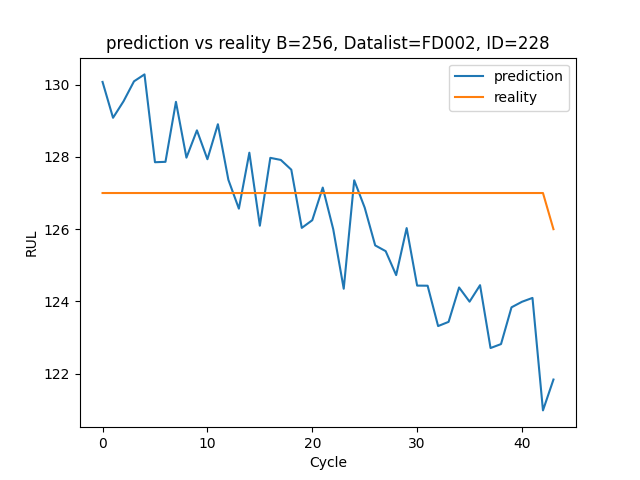 prediction vs reality B=256, Datalist=FD002, ID=228
prediction
reality
130
128
126
124
122
RUL
0 10 20 30 40
Cycle